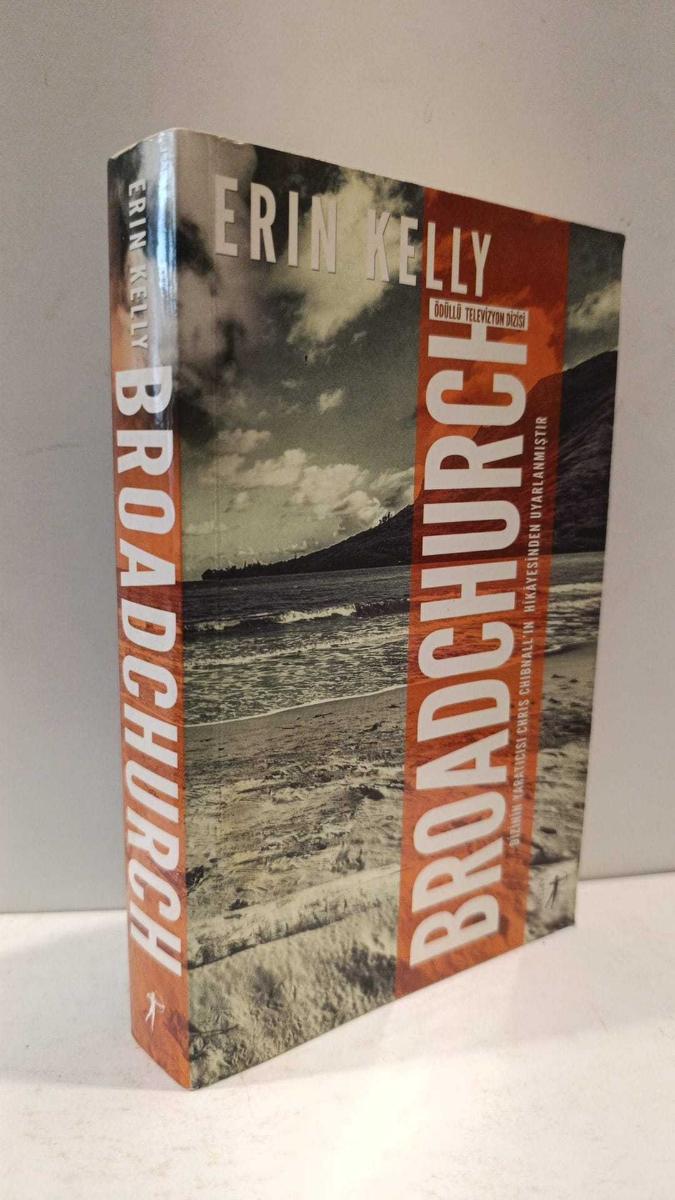 ERIN KELLY
BROADCHURCH
ERIN KELLY
ÖDÜLLÜ TELEVİZYON DİZİSİ
BROADCHURCH
DİZİNİN YARATICISI CHRIS CHIBNALL'IN HİKÂYESİNDEN UYARLANMIŞTIR